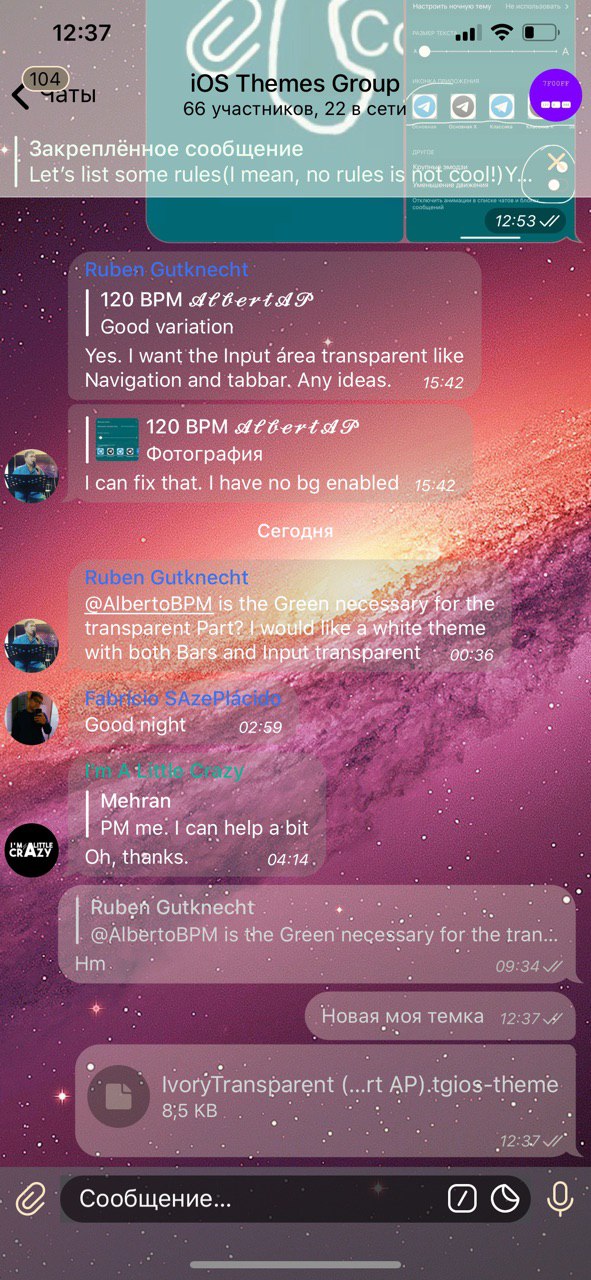 Настроить ночную тему Не использовать
12:37
РАЗМЕР ТЕКСТА
A A
104
Чаты
iOS Themes Group
66 участников, 22 в сети
ИКОНКА ПРИЛОЖЕНИЯ
7F00FF
Основная Основная X Классика
Закреплённое сообщение
Let's list some rules(I mean, no rules is not cool!)Y...
ДРУГОЕ
Крупные эмодзи
Уменьшение движения
Отключить анимации в списке чатов и
сообщений
12:53
Ruben Gutknecht
120 BPM 𝓐𝓵𝓫𝓮𝓻𝓽𝓐𝓟
Good variation
Yes. I want the Input área transparent like
Navigation and tabbar. Any ideas. 15:42
120 BPM 𝓐𝓵𝓫𝓮𝓻𝓽𝓐𝓟
Фотография
I can fix that. I have no bg enabled 15:42
Сегодня
Ruben Gutknecht
@AlbertoBPM is the Green necessary for the
transparent Part? I would like a white theme
with both Bars and Input transparent 00:36
Fabrício SAzePlácido
Good night 02:59
I'm A Little Crazy
Mehran
PM me. I can help a bit
I'M A LITTLE
CRAZY
Oh, thanks. 04:14
Ruben Gutknecht
@AlbertoBPM is the Green necessary for the tran...
Hm 09:34
Новая моя темка 12:37
IvoryTransparent (...rt AP).tgios-theme
8,5 KB
12:37
Сообщение...